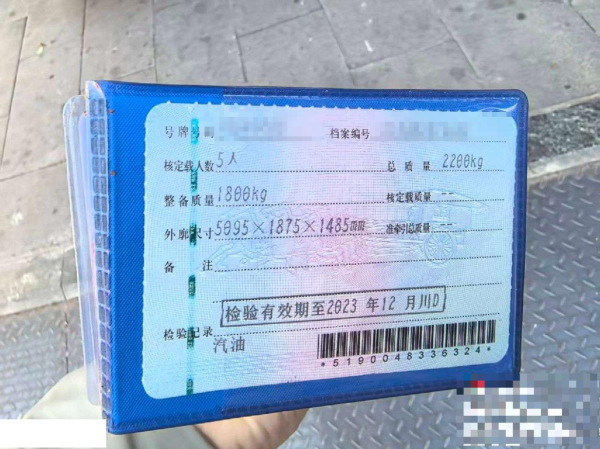 号牌号码 档案编号
核定载人数 5人 总质量 2200kg
整备质量 1800kg 核定载质量 --
外廓尺寸 5095×1875×1485 准牵引总质量 --
备注
检验有效期至2023年12月川D
检验记录
汽油
*5190048336324*